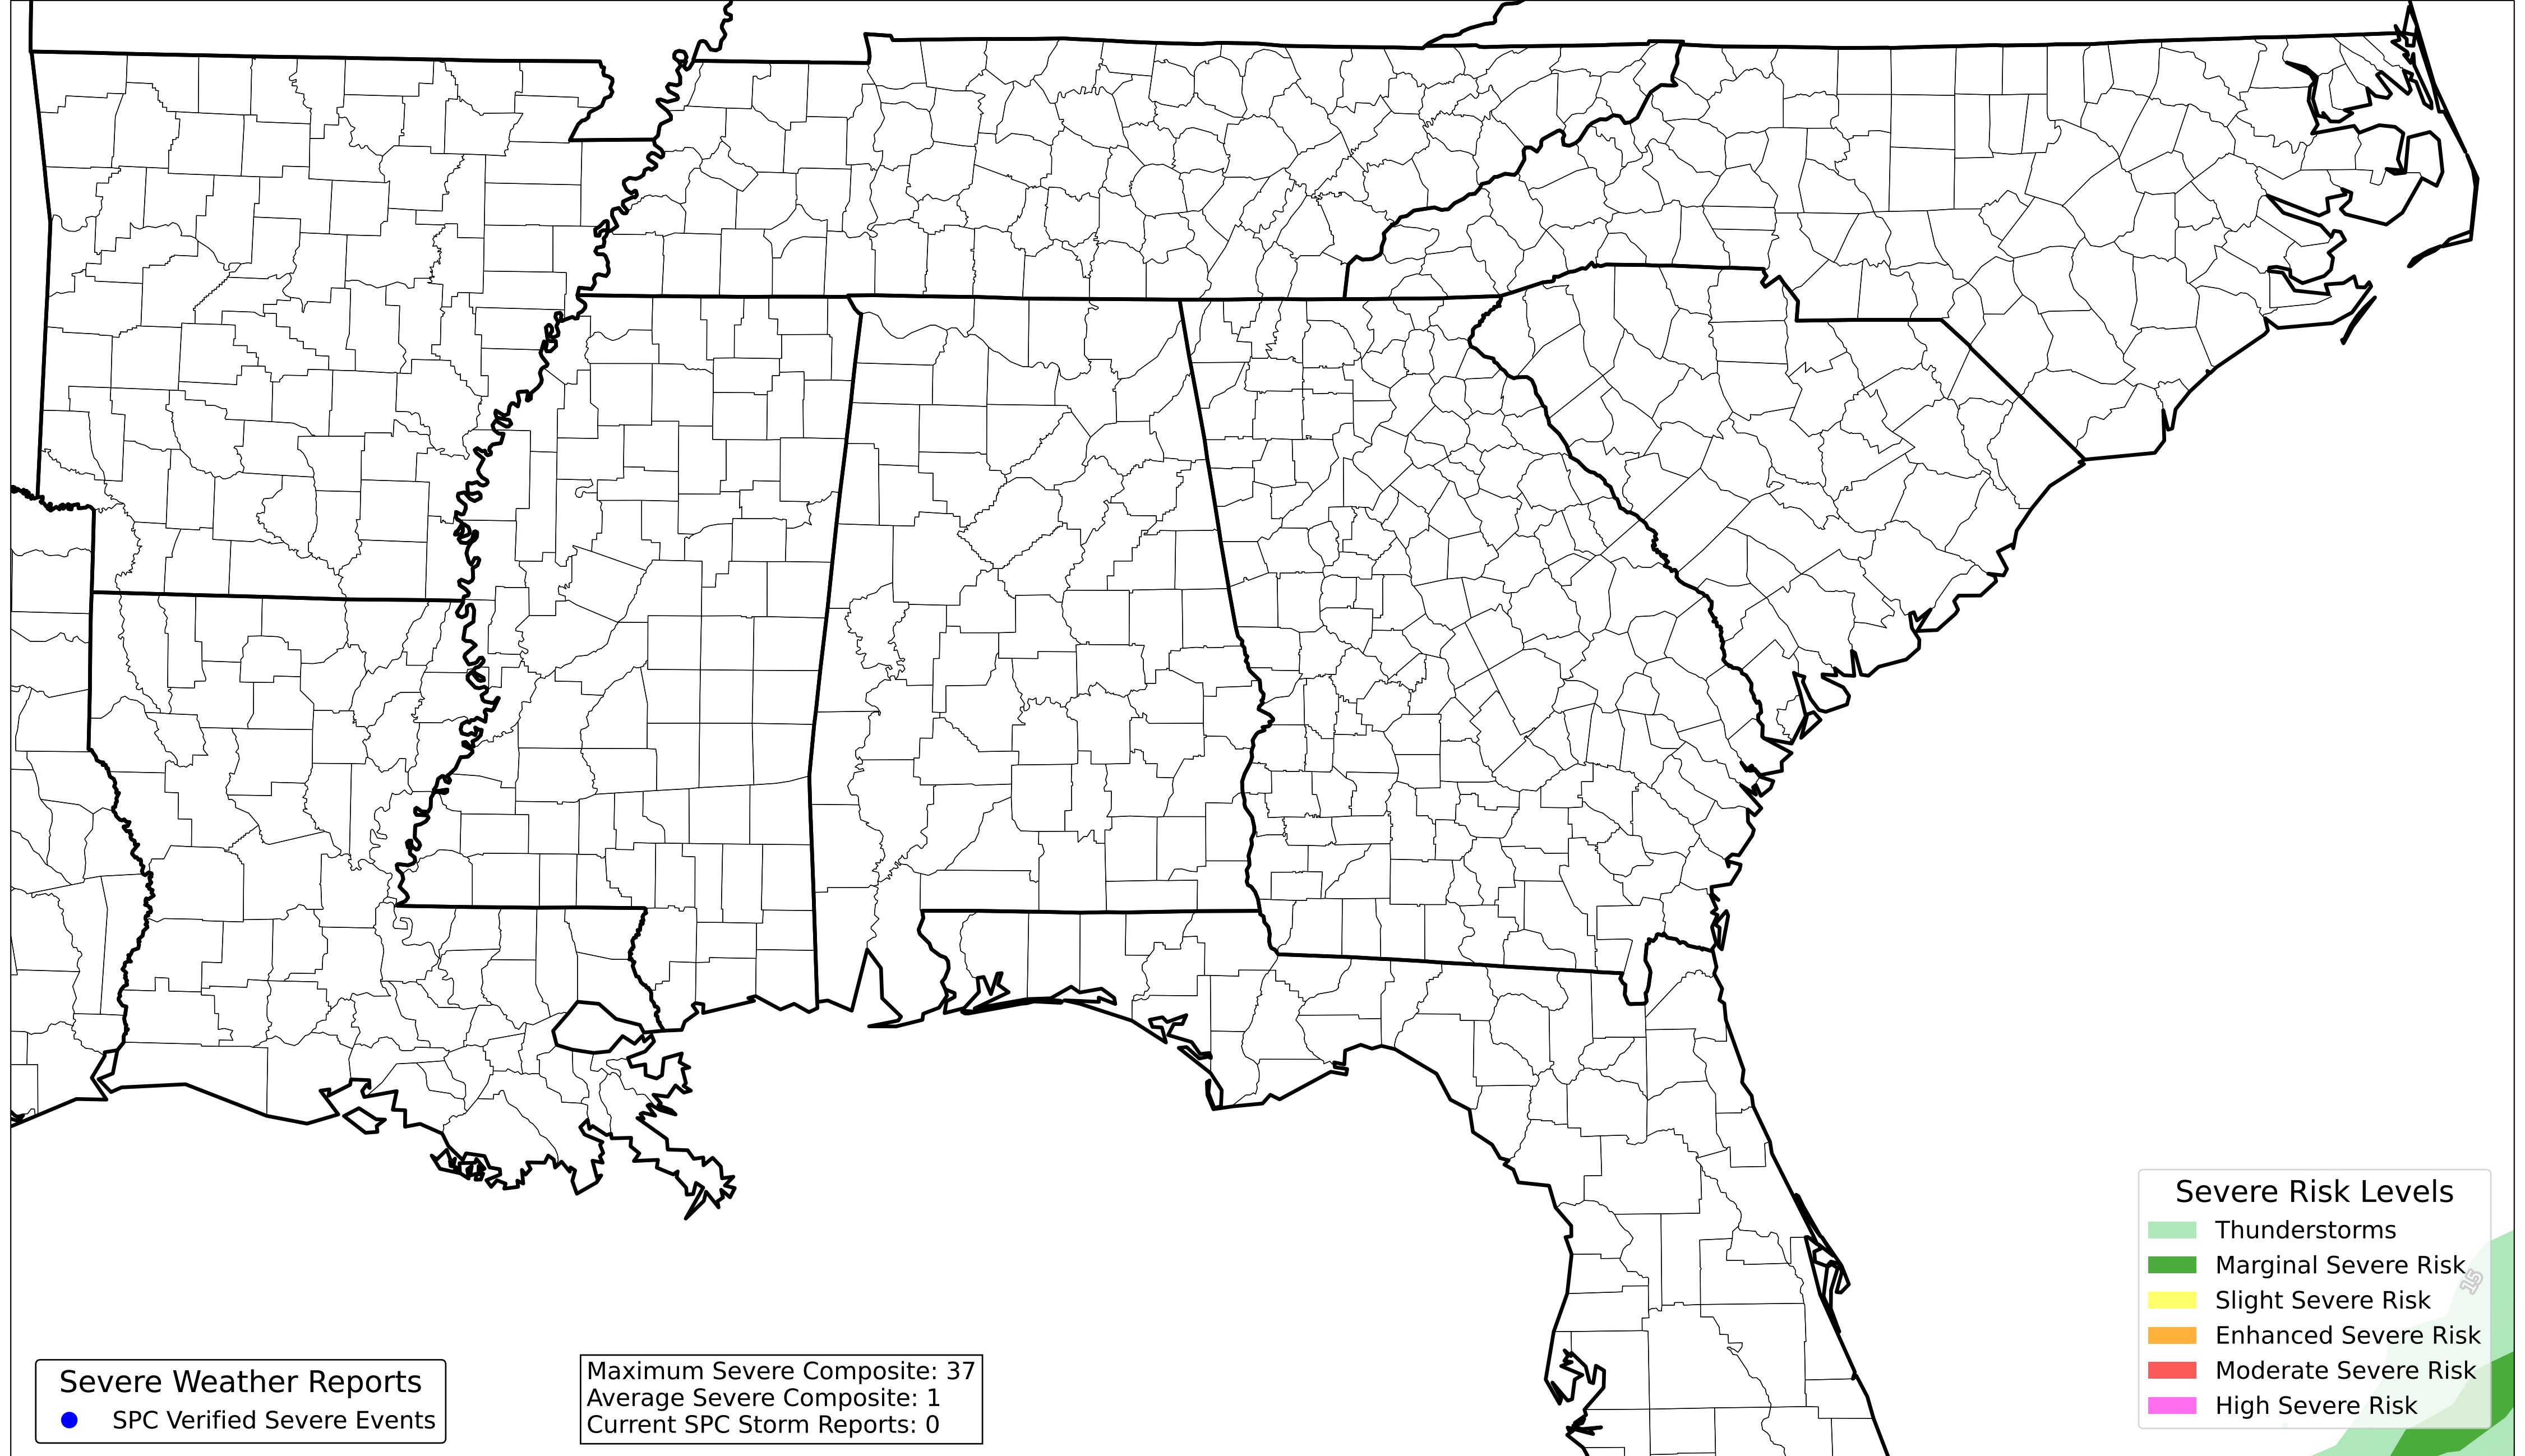 Severe Risk Levels
Thunderstorms
Marginal Severe Risk
15
Slight Severe Risk
Enhanced Severe Risk
Moderate Severe Risk
High Severe Risk
Severe Weather Reports
SPC Verified Severe Events
Maximum Severe Composite: 37
Average Severe Composite: 1
Current SPC Storm Reports: 0